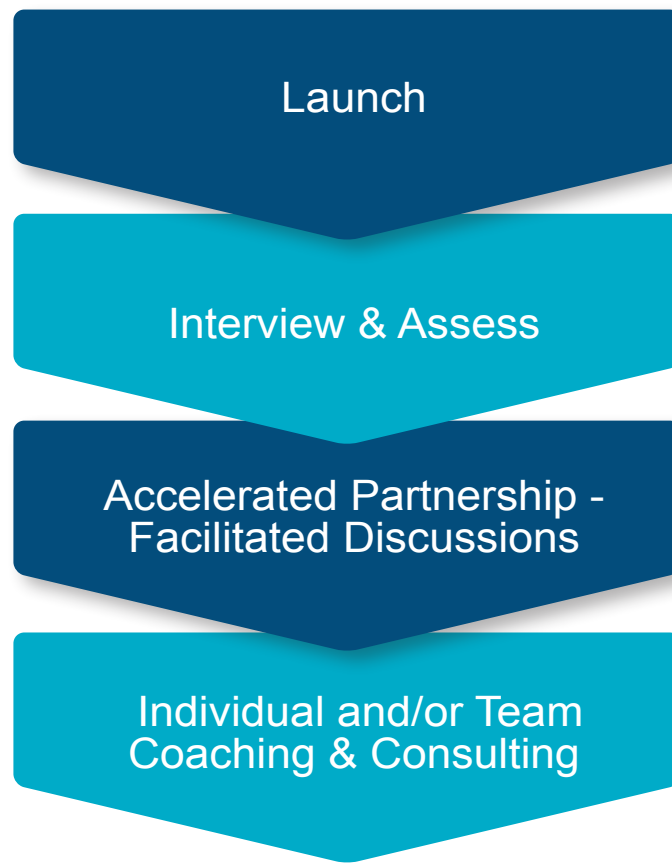 Launch
Interview & Assess
Accelerated Partnership -
Facilitated Discussions
Individual and/or Team
Coaching & Consulting